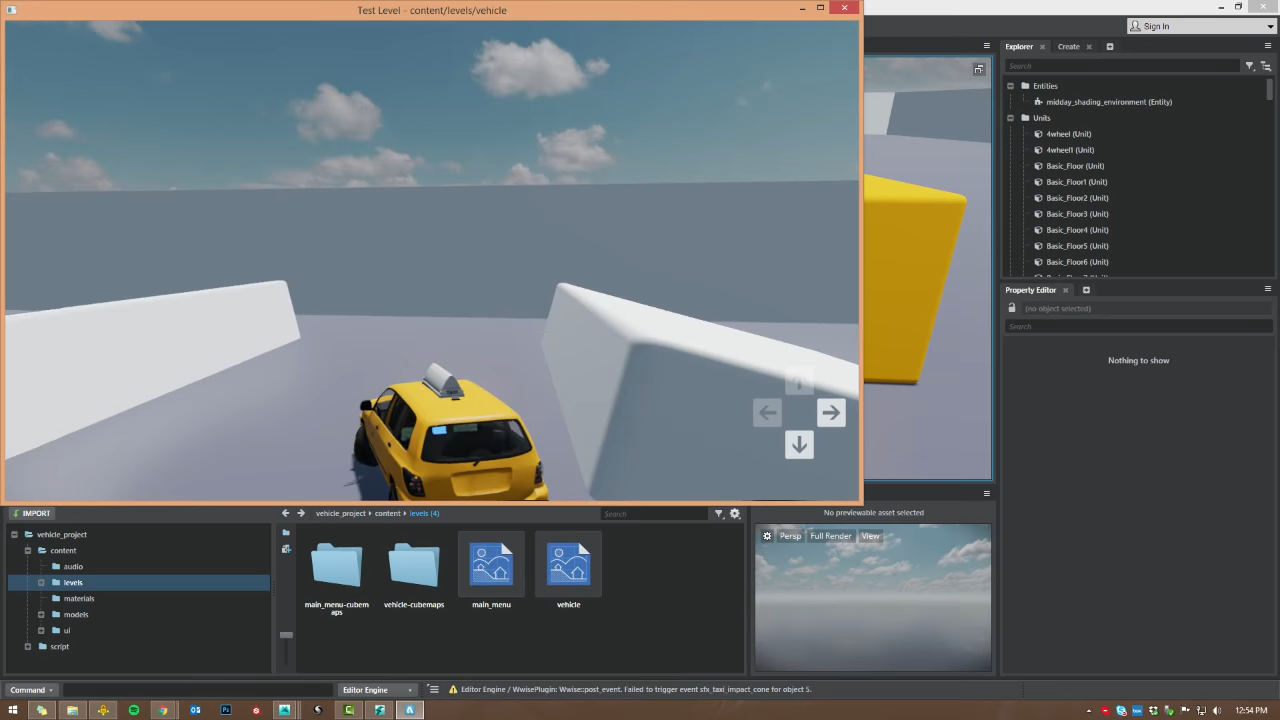 Test Level - content/levels/vehicle
Sign In
Explorer
Create
Search
Entities
midday_shading_environment (Entity)
Units
4wheel (Unit)
4wheel1 (Unit)
Basic_Floor (Unit)
Basic_Floor1 (Unit)
Basic_Floor2 (Unit)
Basic_Floor3 (Unit)
Basic_Floor4 (Unit)
Basic_Floor5 (Unit)
Basic_Floor6 (Unit)
Property Editor
(no object selected)
Search
Nothing to show
IMPORT
vehicle_project
content
levels (4)
Search
No previewable asset selected
vehicle_project
content
audio
levels
materials
models
ui
script
main_menu-cubem
aps
vehicle-cubemaps
main_menu
vehicle
Persp
Full Render
View
Command
Editor Engine
Editor Engine / WwisePlugin: Wwise::post_event. Failed to trigger event sfx_taxi_impact_cone for object 5.
12:54 PM